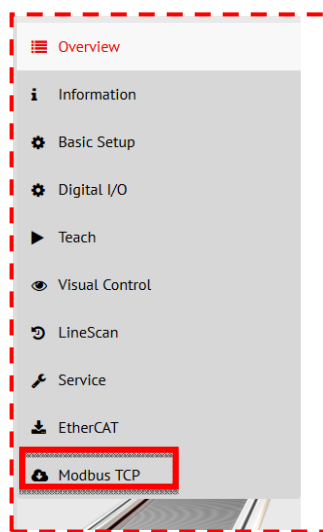 Overview
Information
Basic Setup
Digital I/O
Teach
Visual Control
LineScan
Service
EtherCAT
Modbus TCP